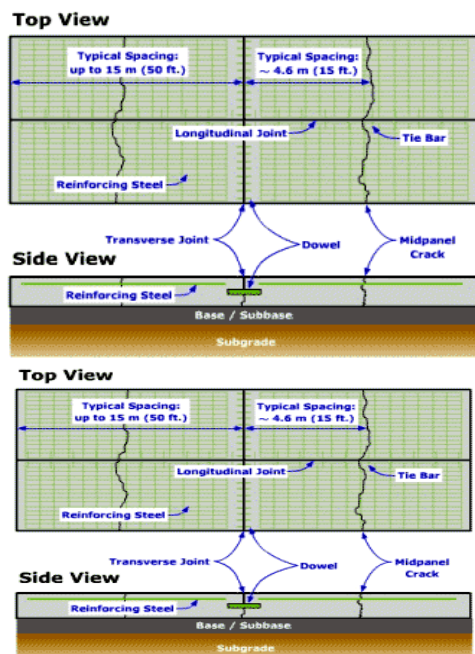 Top View
Typical Spacing: Typical Spacing:
up to 15 m (50 ft.) ~ 4.6 m (15 ft.)
Longitudinal Joint
Tie Bar
Reinforcing Steel
Transverse Joint Dowel Midpanel
Crack
Side View
Reinforcing Steel
Base / Subbase
Subgrade
Top View
Typical Spacing: Typical Spacing:
up to 15 m (50 ft.) ~ 4.6 m (15 ft.)
Longitudinal Joint
Tie Bar
Reinforcing Steel
Transverse Joint Dowel Midpanel
Crack
Side View
Reinforcing Steel
Base / Subbase
Subgrade